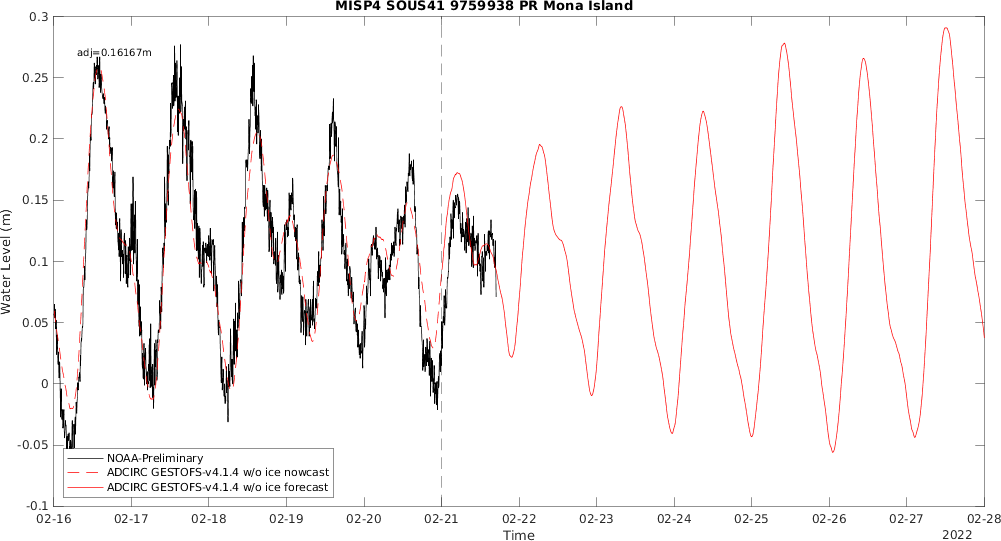 MISP4 SOUS41 9759938 PR Mona Island
adj=0.16167m
0.3
0.25
0.2
0.15
0.1
0.05
0
-0.05
-0.1
Water Level (m)
NOAA-Preliminary
ADCIRC GESTOFS-v4.1.4 w/o ice nowcast
ADCIRC GESTOFS-v4.1.4 w/o ice forecast
02-16 02-17 02-18 02-19 02-20 02-21 02-22 02-23 02-24 02-25 02-26 02-27 02-28
Time
2022